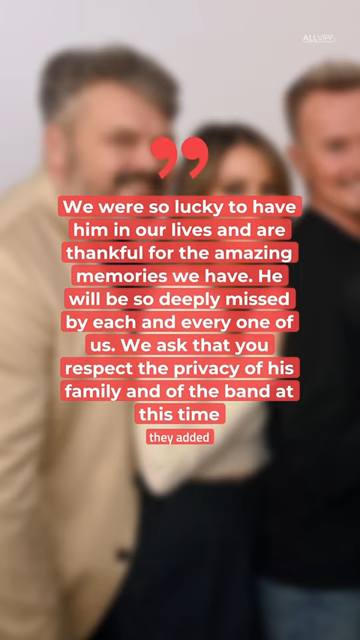 ALLVIPP
”
We were so lucky to have
him in our lives and are
thankful for the amazing
memories we have. He
will be so deeply missed
by each and every one of
us. We ask that you
respect the privacy of his
family and of the band at
this time
they added